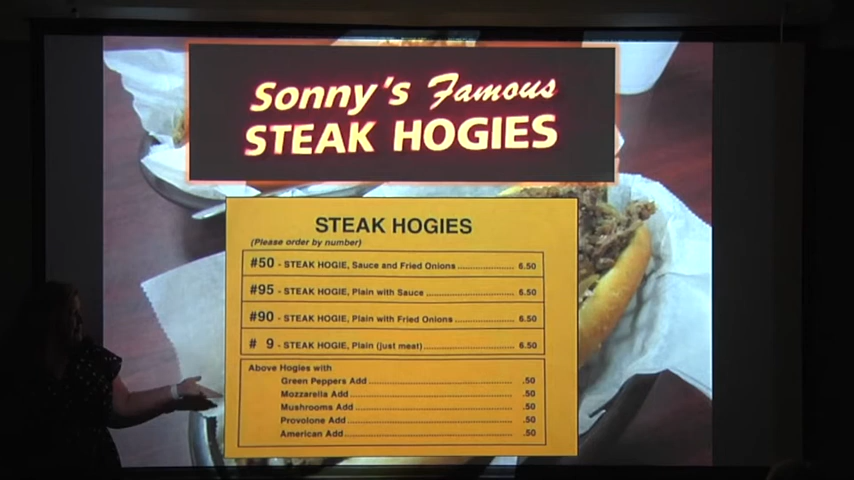 Sonny's Famous
STEAK HOGIES
STEAK HOGIES
(Please order by number)
#50 - STEAK HOGIE, Sauce and Fried Onions ........................ 6.50
#95 - STEAK HOGIE, Plain with Sauce ........................ 6.50
#90 - STEAK HOGIE, Plain with Fried Onions ........................ 6.50
# 9 - STEAK HOGIE, Plain (just meat) ........................ 6.50
Above Hogies with
Green Peppers Add ........................ .50
Mozzarella Add ........................ .50
Mushrooms Add ........................ .50
Provolone Add ........................ .50
American Add ........................ .50